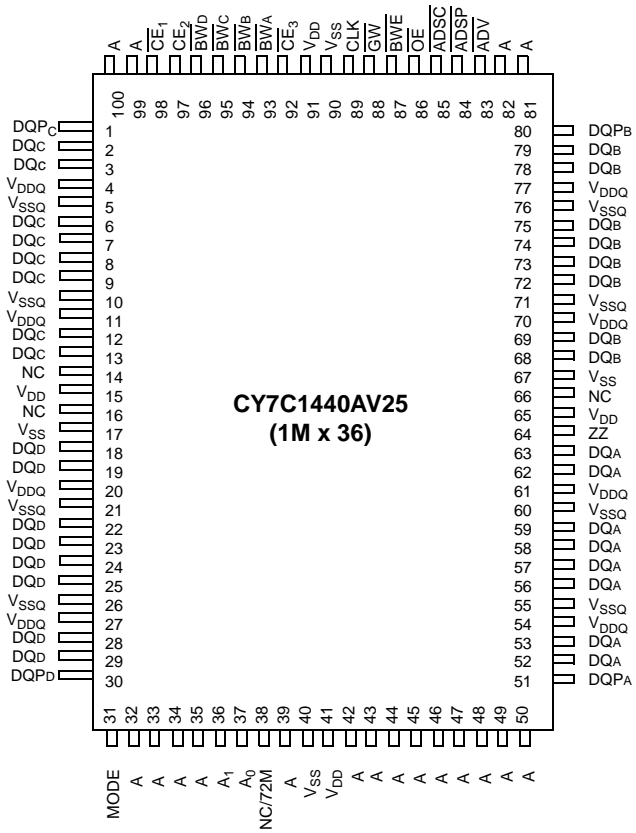 A A CE1 CE2 BWD BWC BWB BWA CE3 VDD VSS CLK GW BWE OE ADSC ADSP ADV A A
100 99 98 97 96 95 94 93 92 91 90 89 88 87 86 85 84 83 82 81
DQPC 1 80 DQPB
DQC 2 79 DQB
DQC 3 78 DQB
VDDQ 4 77 VDDQ
VSSQ 5 76 VSSQ
DQC 6 75 DQB
DQC 7 74 DQB
DQC 8 73 DQB
DQC 9 72 DQB
VSSQ 10 71 VSSQ
VDDQ 11 70 VDDQ
DQC 12 69 DQB
DQC 13 68 DQB
NC 14 67 VSS
VDD 15 66 NC
NC 16 65 VDD
VSS 17 64 ZZ
DQD 18 63 DQA
DQD 19 62 DQA
VDDQ 20 61 VDDQ
VSSQ 21 60 VSSQ
DQD 22 59 DQA
DQD 23 58 DQA
DQD 24 57 DQA
DQD 25 56 DQA
VSSQ 26 55 VSSQ
VDDQ 27 54 VDDQ
DQD 28 53 DQA
DQD 29 52 DQA
DQPD 30 51 DQPA
CY7C1440AV25
(1M x 36)
31 32 33 34 35 36 37 38 39 40 41 42 43 44 45 46 47 48 49 50
MODE A A A A A1 A0 NC/72M A VSS VDD A A A A A A A A A